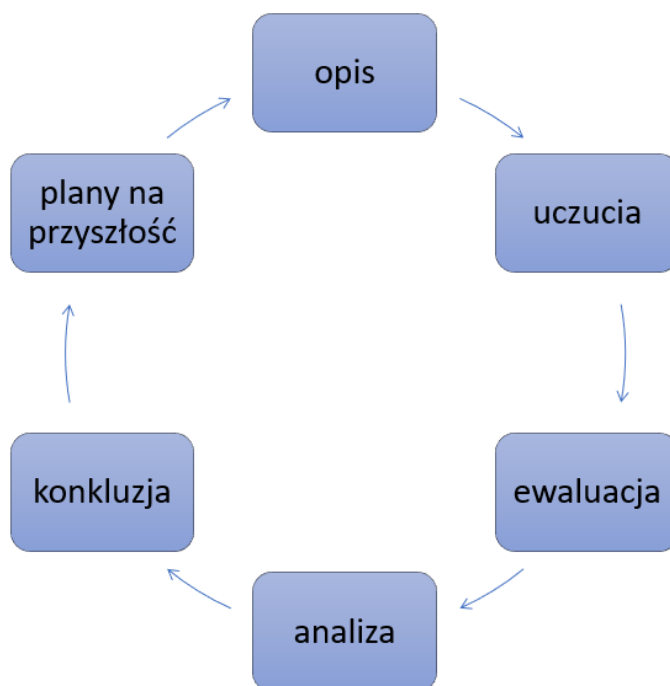 opis
uczucia
ewaluacja
analiza
konkluzja
plany na
przyszłość